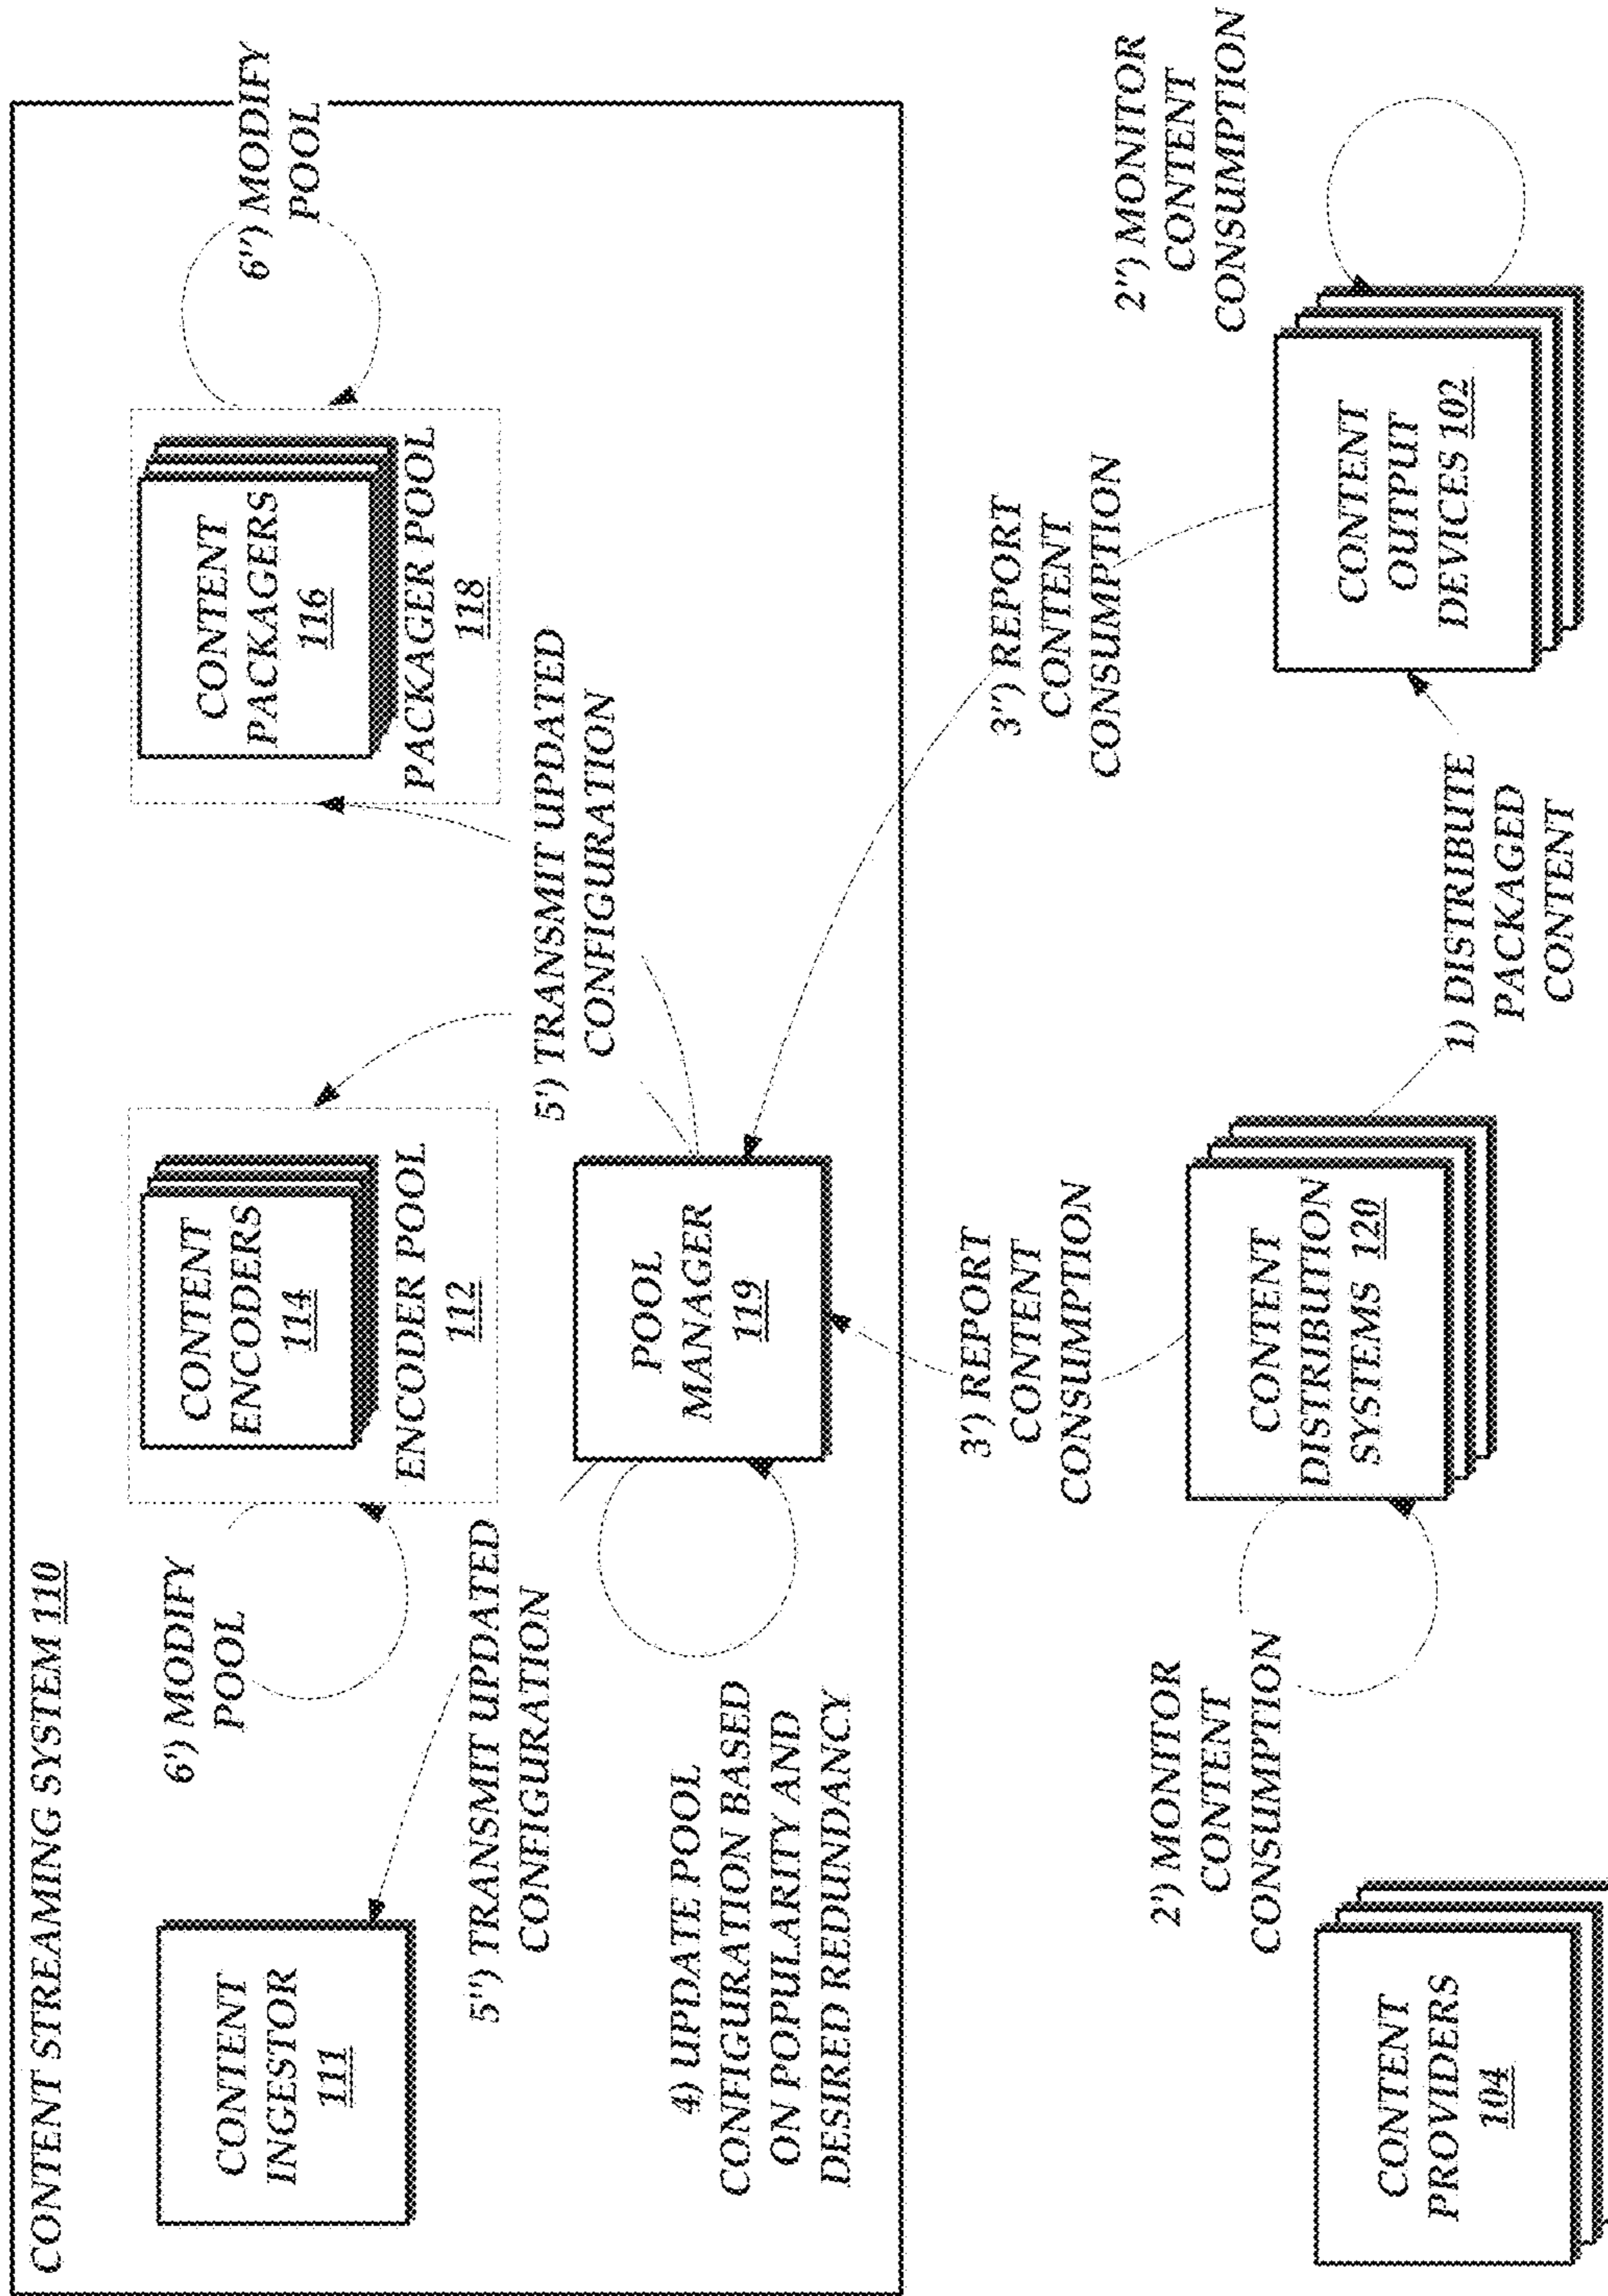 CONTENT STREAMING SYSTEM 110
CONTENT
INGESTOR
111
6') MODIFY
POOL
CONTENT
ENCODERS
114
ENCODER POOL
112
CONTENT
PACKAGERS
116
PACKAGER POOL
118
6'') MODIFY
POOL
5'') TRANSMIT UPDATED
CONFIGURATION
5') TRANSMIT UPDATED
CONFIGURATION
4) UPDATE POOL
CONFIGURATION BASED
ON POPULARITY AND
DESIRED REDUNDANCY
POOL
MANAGER
119
3') REPORT
CONTENT
CONSUMPTION
3'') REPORT
CONTENT
CONSUMPTION
2') MONITOR
CONTENT
CONSUMPTION
2'') MONITOR
CONTENT
CONSUMPTION
CONTENT
PROVIDERS
104
CONTENT
DISTRIBUTION
SYSTEMS 120
1) DISTRIBUTE
PACKAGED
CONTENT
CONTENT
OUTPUT
DEVICES 102